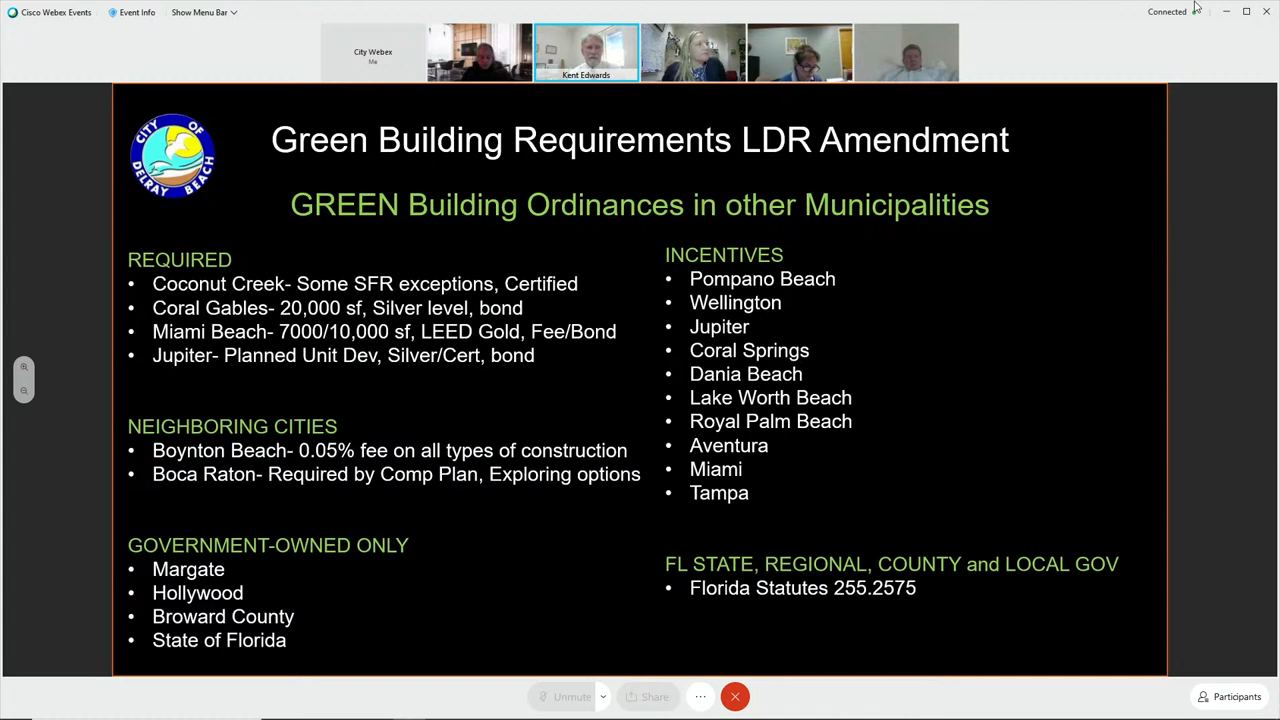 Cisco Webex Events
Event Info
Show Menu Bar
Connected
City Webex
Me
Kent Edwards
CITY OF
DELRAY BEACH
Green Building Requirements LDR Amendment
GREEN Building Ordinances in other Municipalities
REQUIRED
• Coconut Creek- Some SFR exceptions, Certified
• Coral Gables- 20,000 sf, Silver level, bond
• Miami Beach- 7000/10,000 sf, LEED Gold, Fee/Bond
• Jupiter- Planned Unit Dev, Silver/Cert, bond
NEIGHBORING CITIES
• Boynton Beach- 0.05% fee on all types of construction
• Boca Raton- Required by Comp Plan, Exploring options
GOVERNMENT-OWNED ONLY
• Margate
• Hollywood
• Broward County
• State of Florida
INCENTIVES
• Pompano Beach
• Wellington
• Jupiter
• Coral Springs
• Dania Beach
• Lake Worth Beach
• Royal Palm Beach
• Aventura
• Miami
• Tampa
FL STATE, REGIONAL, COUNTY and LOCAL GOV
• Florida Statutes 255.2575
Unmute
Share
Participants